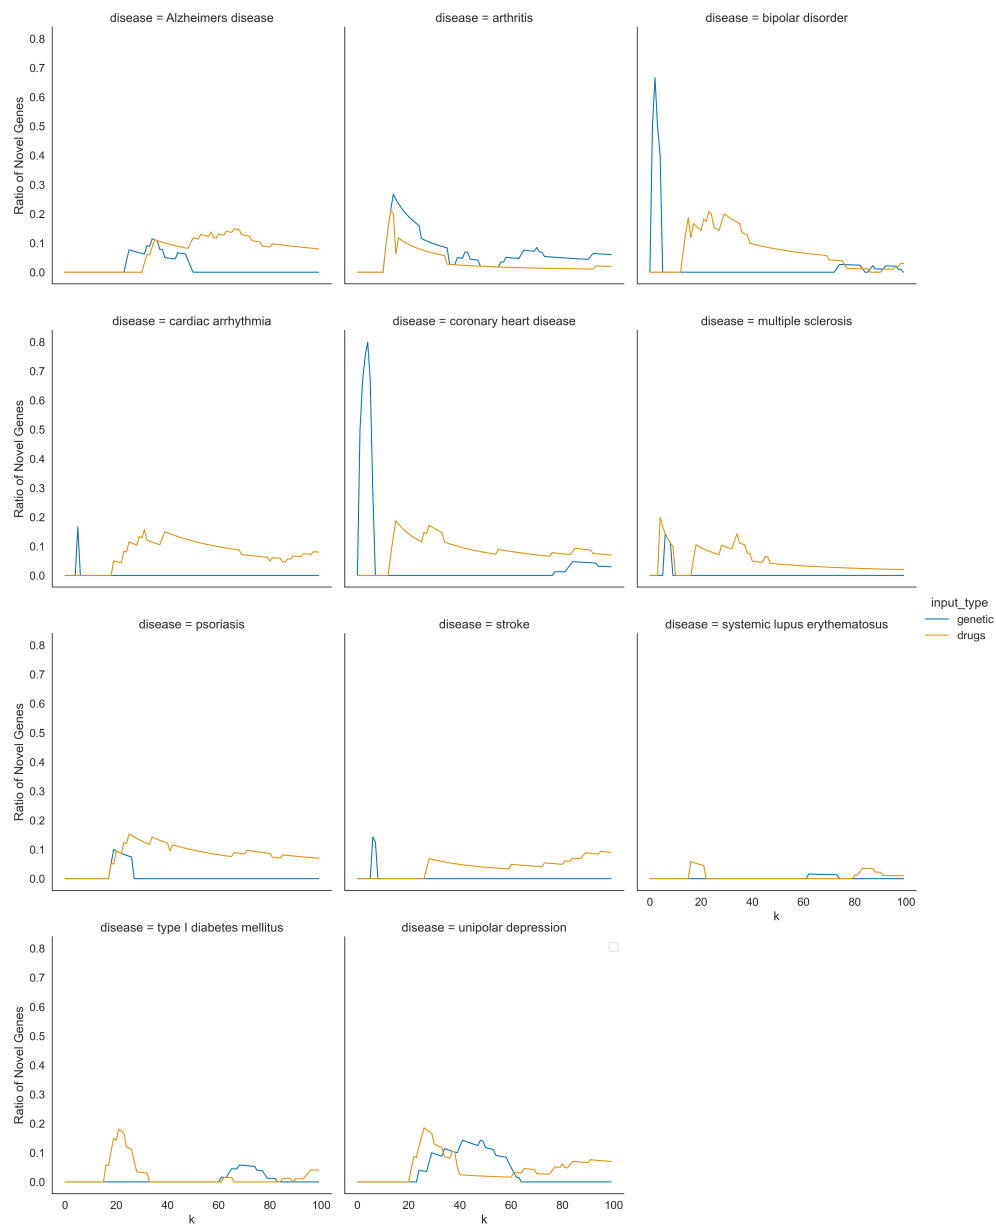 disease = Alzheimers disease
disease = arthritis
disease = bipolar disorder
0.8
0.7
0.6
0.5
0.4
0.3
0.2
0.1
0.0
Ratio of Novel Genes
disease = cardiac arrhythmia
disease = coronary heart disease
disease = multiple sclerosis
0.8
0.7
0.6
0.5
0.4
0.3
0.2
0.1
0.0
Ratio of Novel Genes
input_type
genetic
drugs
disease = psoriasis
disease = stroke
disease = systemic lupus erythematosus
0.8
0.7
0.6
0.5
0.4
0.3
0.2
0.1
0.0
Ratio of Novel Genes
0 20 40 60 80 100
k
disease = type I diabetes mellitus
disease = unipolar depression
0.8
0.7
0.6
0.5
0.4
0.3
0.2
0.1
0.0
Ratio of Novel Genes
0 20 40 60 80 100
k
0 20 40 60 80 100
k